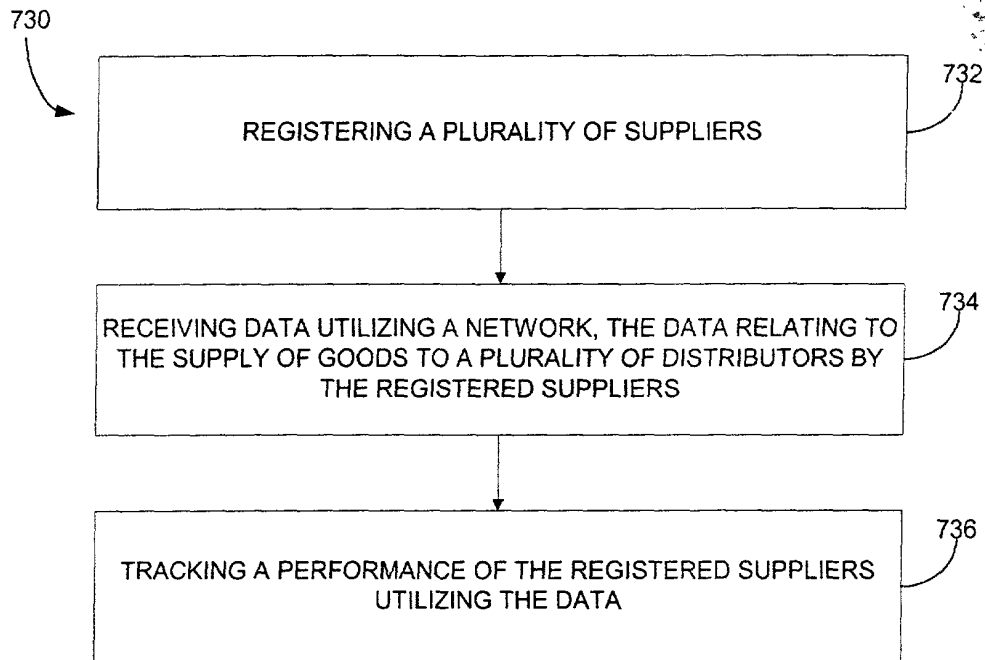 730
732
REGISTERING A PLURALITY OF SUPPLIERS
734
RECEIVING DATA UTILIZING A NETWORK, THE DATA RELATING TO
THE SUPPLY OF GOODS TO A PLURALITY OF DISTRIBUTORS BY
THE REGISTERED SUPPLIERS
736
TRACKING A PERFORMANCE OF THE REGISTERED SUPPLIERS
UTILIZING THE DATA